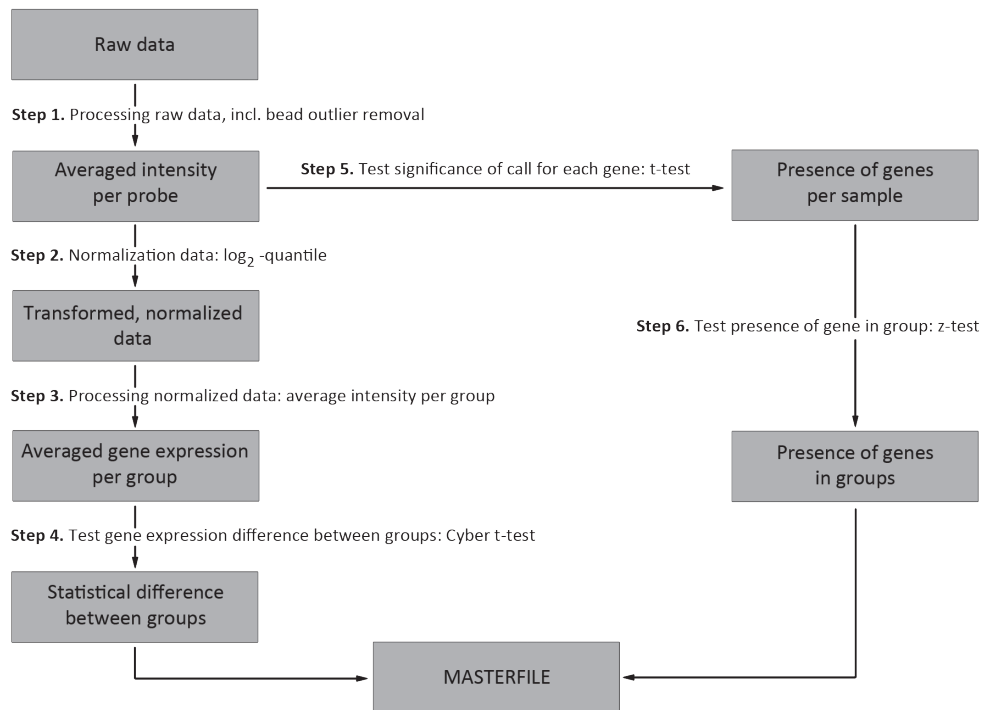 Raw data
Step 1. Processing raw data, incl. bead outlier removal
Averaged intensity
per probe
Step 5. Test significance of call for each gene: t-test
Presence of genes
per sample
Step 2. Normalization data: log2 -quantile
Transformed, normalized
data
Step 6. Test presence of gene in group: z-test
Step 3. Processing normalized data: average intensity per group
Averaged gene expression
per group
Presence of genes
in groups
Step 4. Test gene expression difference between groups: Cyber t-test
Statistical difference
between groups
MASTERFILE